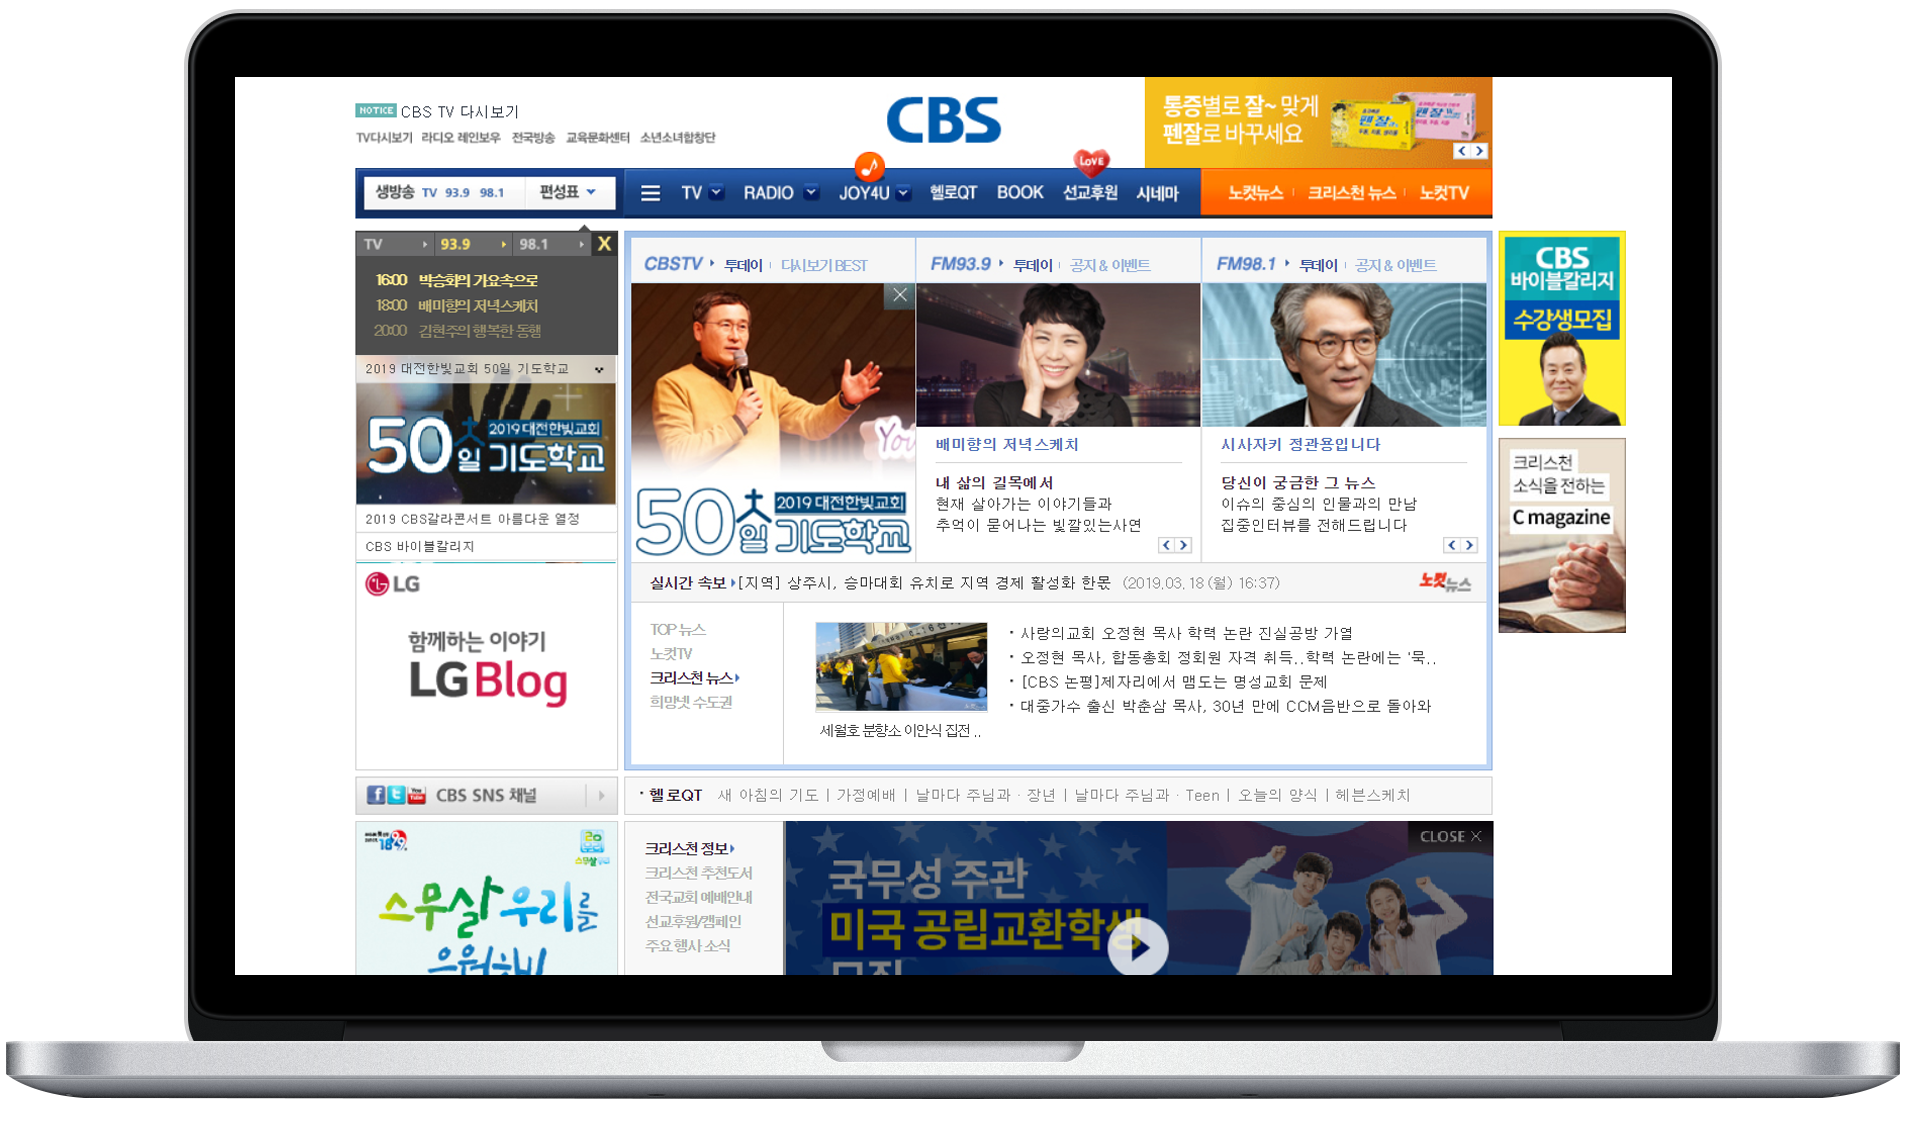 NOTICE CBS TV 다시보기
TV다시보기 라디오 레인보우 전국방송 교육문화센터 소년소녀합창단
CBS
통증별로 잘~ 맞게
펜잘로 바꾸세요
펜잘
생방송 TV 93.9 98.1 편성표
TV RADIO JOY4U 헬로QT BOOK 선교후원 시네마
LOVE
노컷뉴스 크리스천 뉴스 노컷TV
TV 93.9 98.1 X
16:00 박승화의 가요속으로
18:00 배미향의 저녁스케치
20:00 김현주의 행복한 동행
2019 대전한빛교회 50일 기도학교
50일 2019 대전한빛교회
기도학교
2019 CBS갈라콘서트 아름다운 열정
CBS 바이블칼리지
LG
함께하는 이야기
LG Blog
CBSTV 투데이 다시보기 BEST
FM93.9 투데이 공지 & 이벤트
FM98.1 투데이 공지 & 이벤트
You
50일 2019 대전한빛교회
기도학교
배미향의 저녁스케치
내 삶의 길목에서
현재 살아가는 이야기들과
추억이 묻어나는 빛깔있는사연
시사자키 정관용입니다
당신이 궁금한 그 뉴스
이슈의 중심의 인물과의 만남
집중인터뷰를 전해드립니다
실시간 속보 [지역] 상주시, 승마대회 유치로 지역 경제 활성화 한몫 (2019.03.18 (월) 16:37)
노컷뉴스
TOP 뉴스
노컷TV
크리스천 뉴스
희망넷 수도권
세월호 분향소 이안식 집전 ..
· 사랑의교회 오정현 목사 학력 논란 진실공방 가열
· 오정현 목사, 합동총회 정회원 자격 취득..학력 논란에는 '묵..
· [CBS 논평]제자리에서 맴도는 명성교회 문제
· 대중가수 출신 박춘삼 목사, 30년 만에 CCM음반으로 돌아와
CBS
바이블칼리지
수강생모집
크리스천
소식을 전하는
C magazine
f t You Tube CBS SNS 채널
· 헬로QT 새 아침의 기도 | 가정예배 | 날마다 주님과 · 장년 | 날마다 주님과 · Teen | 오늘의 양식 | 헤븐스케치
1829
스무살 우리
스무살 우리를
응원합니
크리스천 정보
크리스천 추천도서
전국교회 예배안내
선교후원/캠페인
주요 행사 소식
CLOSE X
국무성 주관
미국 공립교환학생
모집